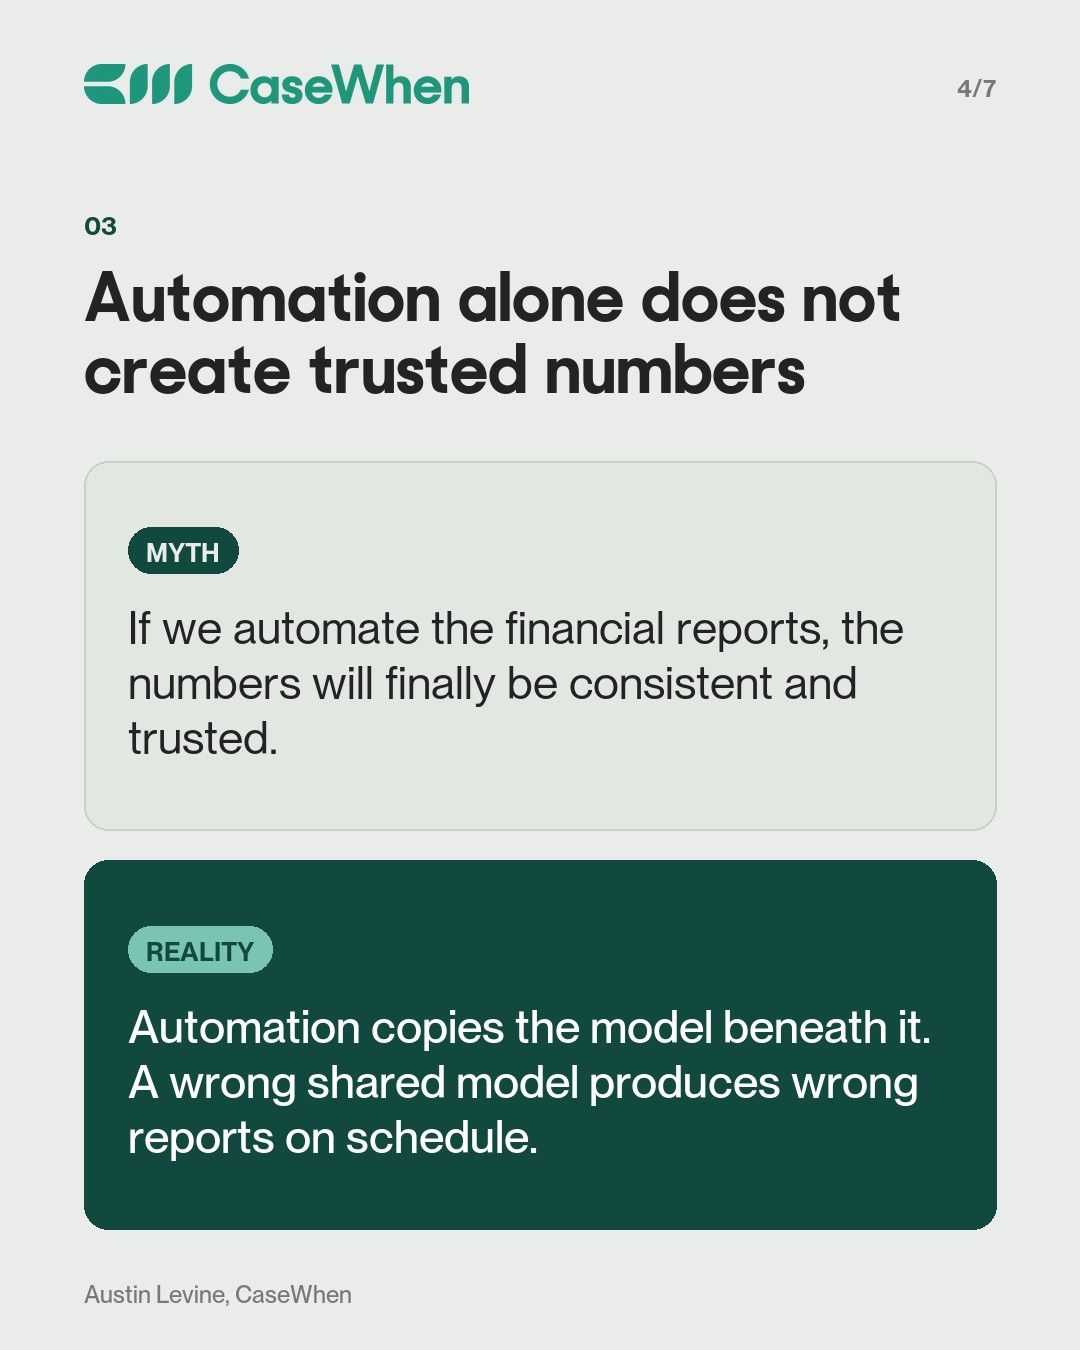 CaseWhen
4/7
03
Automation alone does not
create trusted numbers
MYTH
If we automate the financial reports, the
numbers will finally be consistent and
trusted.
REALITY
Automation copies the model beneath it.
A wrong shared model produces wrong
reports on schedule.
Austin Levine, CaseWhen